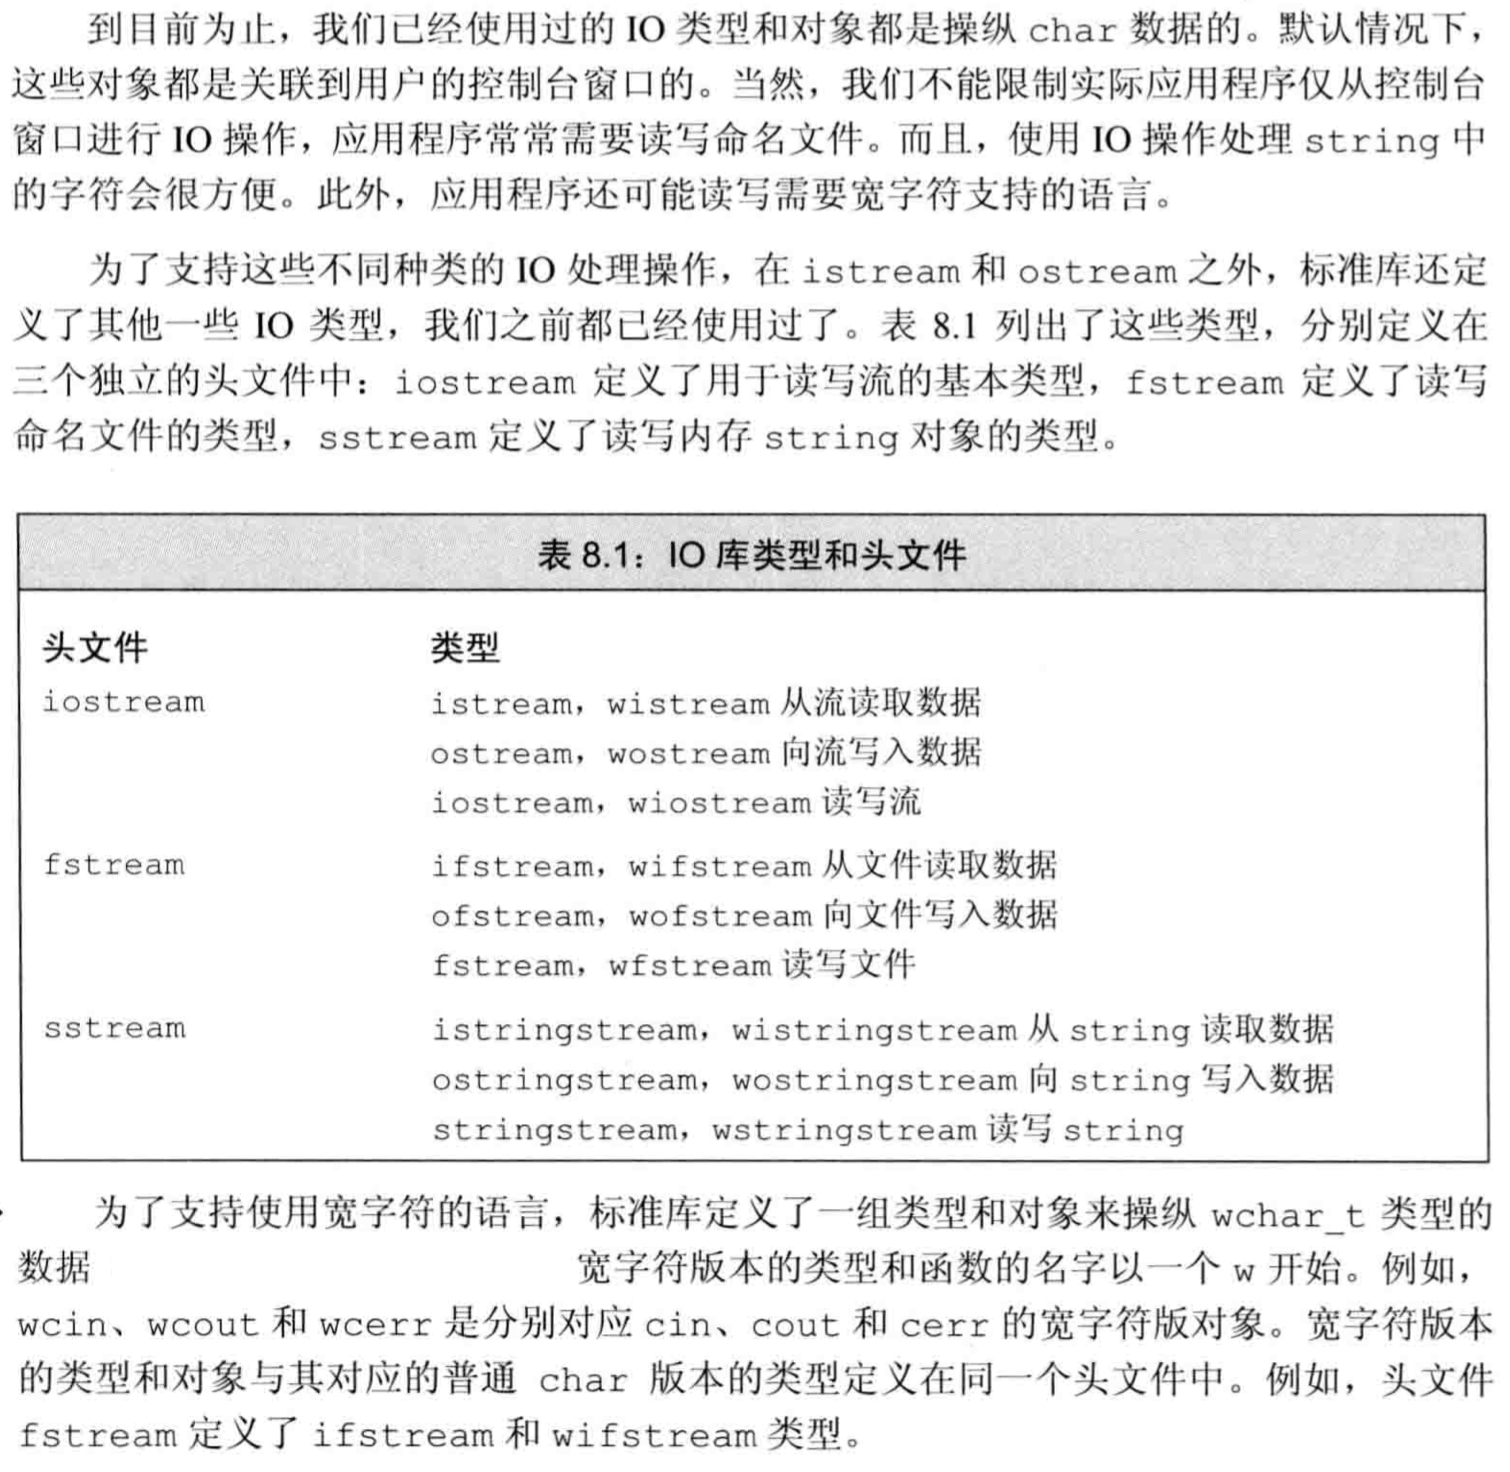 到目前为止，我们已经使用过的 IO 类型和对象都是操纵 char 数据的。默认情况下，
这些对象都是关联到用户的控制台窗口的。当然，我们不能限制实际应用程序仅从控制台
窗口进行 IO 操作，应用程序常常需要读写命名文件。而且，使用 IO 操作处理 string 中
的字符会很方便。此外，应用程序还可能读写需要宽字符支持的语言。
为了支持这些不同种类的 IO 处理操作，在 istream 和 ostream 之外，标准库还定
义了其他一些 IO 类型，我们之前都已经使用过了。表 8.1 列出了这些类型，分别定义在
三个独立的头文件中：iostream 定义了用于读写流的基本类型，fstream 定义了读写
命名文件的类型，sstream 定义了读写内存 string 对象的类型。
表 8.1：IO 库类型和头文件
头文件 类型
iostream istream，wistream 从流读取数据
ostream，wostream 向流写入数据
iostream，wiostream 读写流
fstream ifstream，wifstream 从文件读取数据
ofstream，wofstream 向文件写入数据
fstream，wfstream 读写文件
sstream istringstream，wistringstream 从 string 读取数据
ostringstream，wostringstream 向 string 写入数据
stringstream，wstringstream 读写 string
为了支持使用宽字符的语言，标准库定义了一组类型和对象来操纵 wchar_t 类型的
数据 宽字符版本的类型和函数的名字以一个 w 开始。例如，
wcin、wcout 和 wcerr 是分别对应 cin、cout 和 cerr 的宽字符版对象。宽字符版本
的类型和对象与其对应的普通 char 版本的类型定义在同一个头文件中。例如，头文件
fstream 定义了 ifstream 和 wifstream 类型。